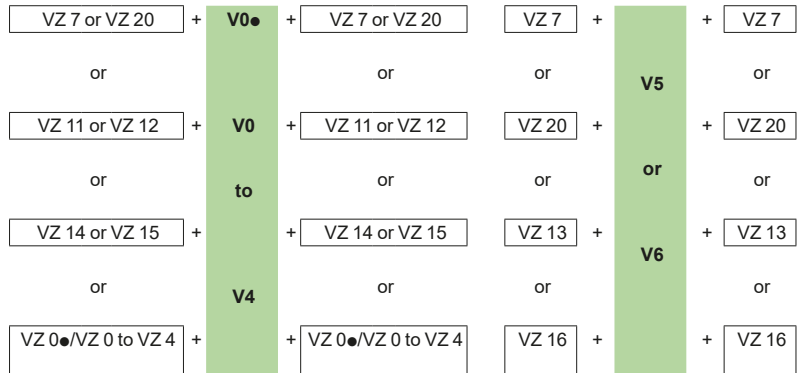 VZ 7 or VZ 20 + V0● + VZ 7 or VZ 20 VZ 7 + + VZ 7
or or or or
V5
VZ 11 or VZ 12 + V0 + VZ 11 or VZ 12 VZ 20 + + VZ 20
or
or or or or
to
VZ 14 or VZ 15 + + VZ 14 or VZ 15 VZ 13 + + VZ 13
V6
or or or or
V4
VZ 0●/VZ 0 to VZ 4 + + VZ 0●/VZ 0 to VZ 4 VZ 16 + + VZ 16